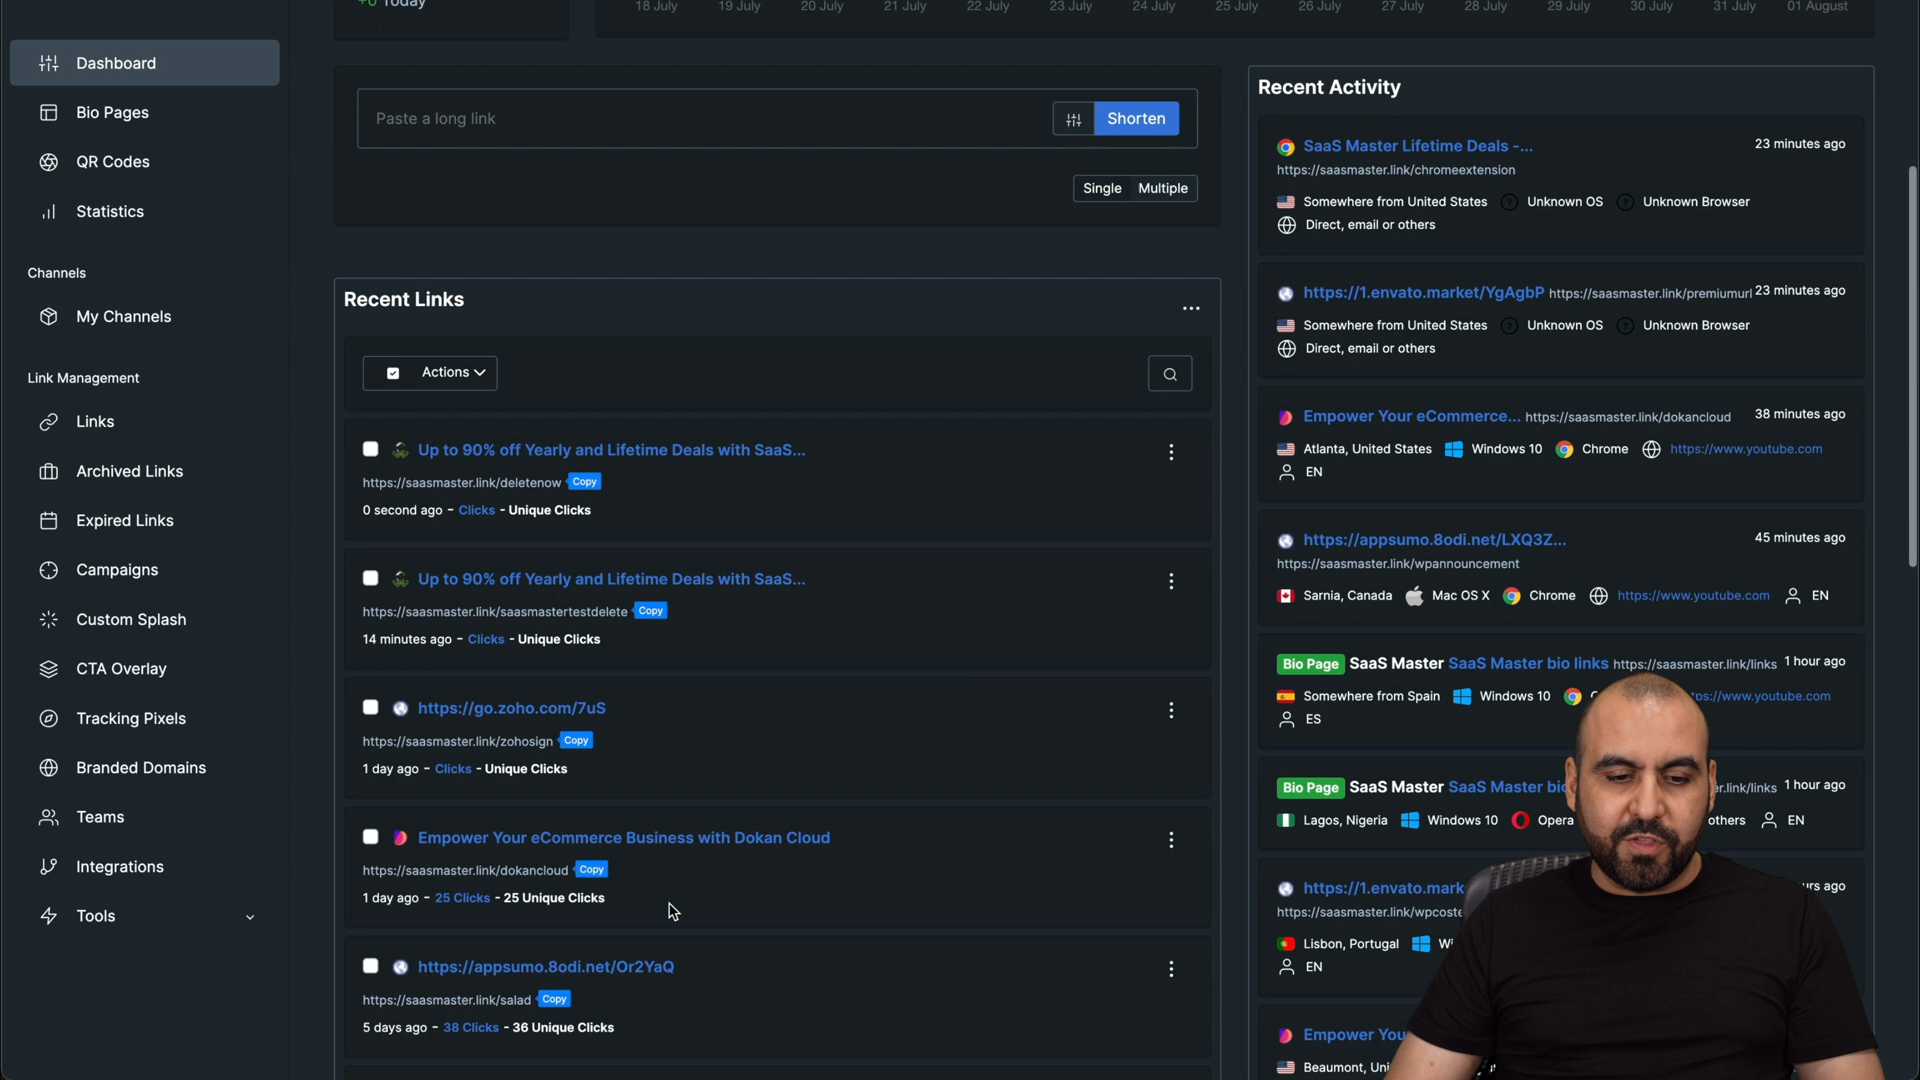 +0 Today
18 July 19 July 20 July 21 July 22 July 23 July 24 July 25 July 26 July 27 July 28 July 29 July 30 July 31 July 01 August
Dashboard
Bio Pages
QR Codes
Statistics
Channels
My Channels
Link Management
Links
Archived Links
Expired Links
Campaigns
Custom Splash
CTA Overlay
Tracking Pixels
Branded Domains
Teams
Integrations
Tools
Paste a long link
Shorten
Single Multiple
Recent Links
Actions
Up to 90% off Yearly and Lifetime Deals with SaaS...
https://saasmaster.link/deletenow Copy
0 second ago - Clicks - Unique Clicks
Up to 90% off Yearly and Lifetime Deals with SaaS...
https://saasmaster.link/saasmastertestdelete Copy
14 minutes ago - Clicks - Unique Clicks
https://go.zoho.com/7uS
https://saasmaster.link/zohosign Copy
1 day ago - Clicks - Unique Clicks
Empower Your eCommerce Business with Dokan Cloud
https://saasmaster.link/dokancloud Copy
1 day ago - 25 Clicks - 25 Unique Clicks
https://appsumo.8odi.net/Or2YaQ
https://saasmaster.link/salad Copy
5 days ago - 38 Clicks - 36 Unique Clicks
Recent Activity
SaaS Master Lifetime Deals -... 23 minutes ago
https://saasmaster.link/chromeextension
Somewhere from United States Unknown OS Unknown Browser
Direct, email or others
https://1.envato.market/YgAgbP https://saasmaster.link/premiumurl 23 minutes ago
Somewhere from United States Unknown OS Unknown Browser
Direct, email or others
Empower Your eCommerce... https://saasmaster.link/dokancloud 38 minutes ago
Atlanta, United States Windows 10 Chrome https://www.youtube.com
EN
https://appsumo.8odi.net/LXQ3Z... 45 minutes ago
https://saasmaster.link/wpannouncement
Sarnia, Canada Mac OS X Chrome https://www.youtube.com EN
Bio Page SaaS Master SaaS Master bio links https://saasmaster.link/links 1 hour ago
Somewhere from Spain Windows 10 ps://www.youtube.com
ES
Bio Page SaaS Master SaaS Master bio er.link/links 1 hour ago
Lagos, Nigeria Windows 10 Opera others EN
https://1.envato.mark urs ago
https://saasmaster.link/wpcoste
Lisbon, Portugal Wi
EN
Empower You
Beaumont, Uni